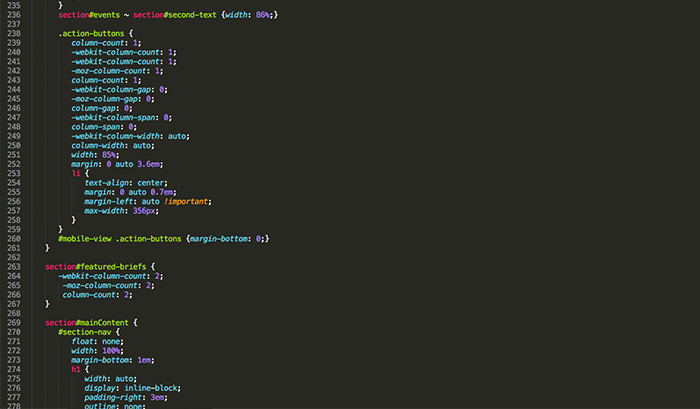 235 }
236 section#events ~ section#second-text {width: 86%;}
237
238 .action-buttons {
239 column-count: 1;
240 -webkit-column-count: 1;
241 -webkit-column-count: 1;
242 -moz-column-count: 1;
243 column-count: 1;
244 -webkit-column-gap: 0;
245 -moz-column-gap: 0;
246 column-gap: 0;
247 -webkit-column-span: 0;
248 column-span: 0;
249 -webkit-column-width: auto;
250 column-width: auto;
251 width: 85%;
252 margin: 0 auto 3.6em;
253 li {
254 text-align: center;
255 margin: 0 auto 0.7em;
256 margin-left: auto !important;
257 max-width: 356px;
258 }
259 }
260 #mobile-view .action-buttons {margin-bottom: 0;}
261 }
262
263 section#featured-briefs {
264 -webkit-column-count: 2;
265 -moz-column-count: 2;
266 column-count: 2;
267 }
268
269 section#mainContent {
270 #section-nav {
271 float: none;
272 width: 100%;
273 margin-bottom: 1em;
274 h1 {
275 width: auto;
276 display: inline-block;
277 padding-right: 3em;
278 outline: none;